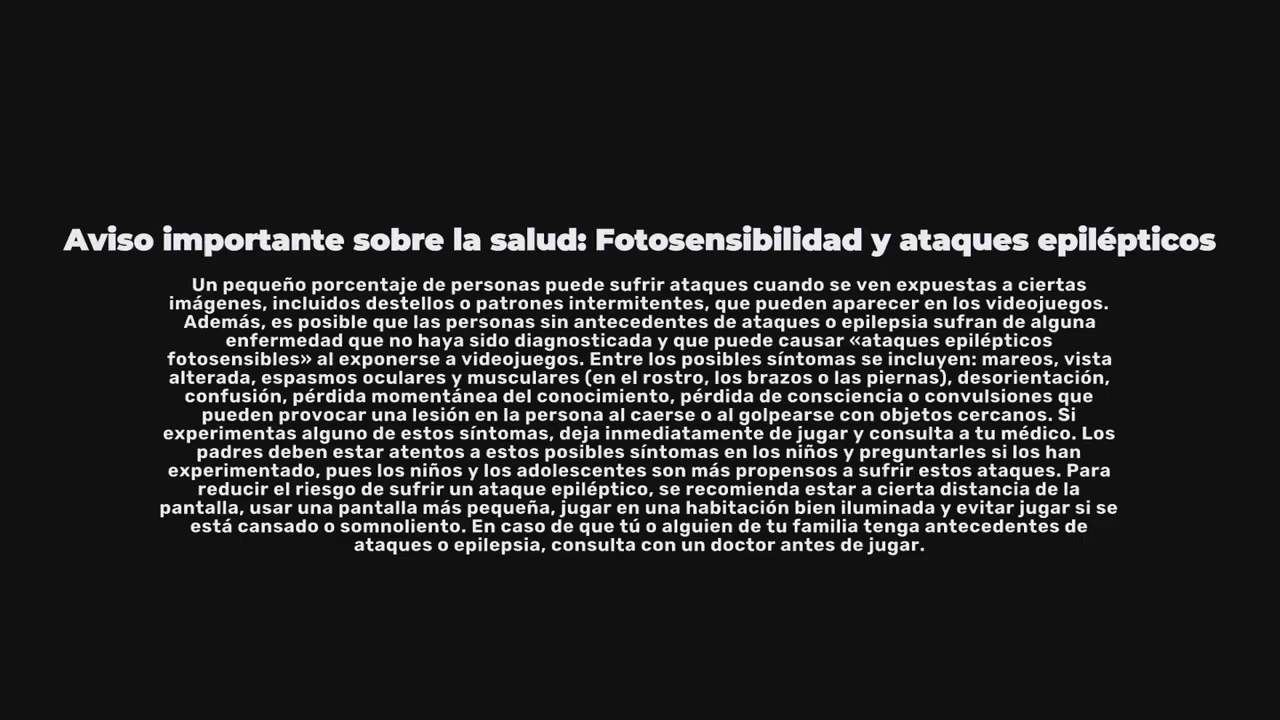 Aviso importante sobre la salud: Fotosensibilidad y ataques epilépticos
Un pequeño porcentaje de personas puede sufrir ataques cuando se ven expuestas a ciertas
imágenes, incluidos destellos o patrones intermitentes, que pueden aparecer en los videojuegos.
Además, es posible que las personas sin antecedentes de ataques o epilepsia sufran de alguna
enfermedad que no haya sido diagnosticada y que puede causar «ataques epilépticos
fotosensibles» al exponerse a videojuegos. Entre los posibles síntomas se incluyen: mareos, vista
alterada, espasmos oculares y musculares (en el rostro, los brazos o las piernas), desorientación,
confusión, pérdida momentánea del conocimiento, pérdida de consciencia o convulsiones que
pueden provocar una lesión en la persona al caerse o al golpearse con objetos cercanos. Si
experimentas alguno de estos síntomas, deja inmediatamente de jugar y consulta a tu médico. Los
padres deben estar atentos a estos posibles síntomas en los niños y preguntarles si los han
experimentado, pues los niños y los adolescentes son más propensos a sufrir estos ataques. Para
reducir el riesgo de sufrir un ataque epiléptico, se recomienda estar a cierta distancia de la
pantalla, usar una pantalla más pequeña, jugar en una habitación bien iluminada y evitar jugar si se
está cansado o somnoliento. En caso de que tú o alguien de tu familia tenga antecedentes de
ataques o epilepsia, consulta con un doctor antes de jugar.